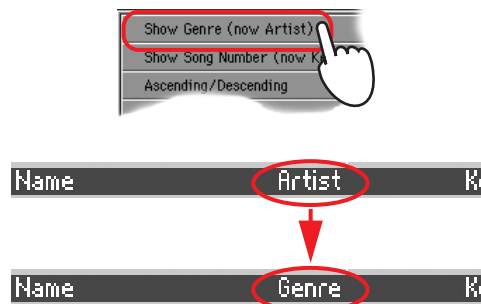 Show Genre (now Artist)
Show Song Number (now
Ascending/Descending
Name Artist
Name Genre